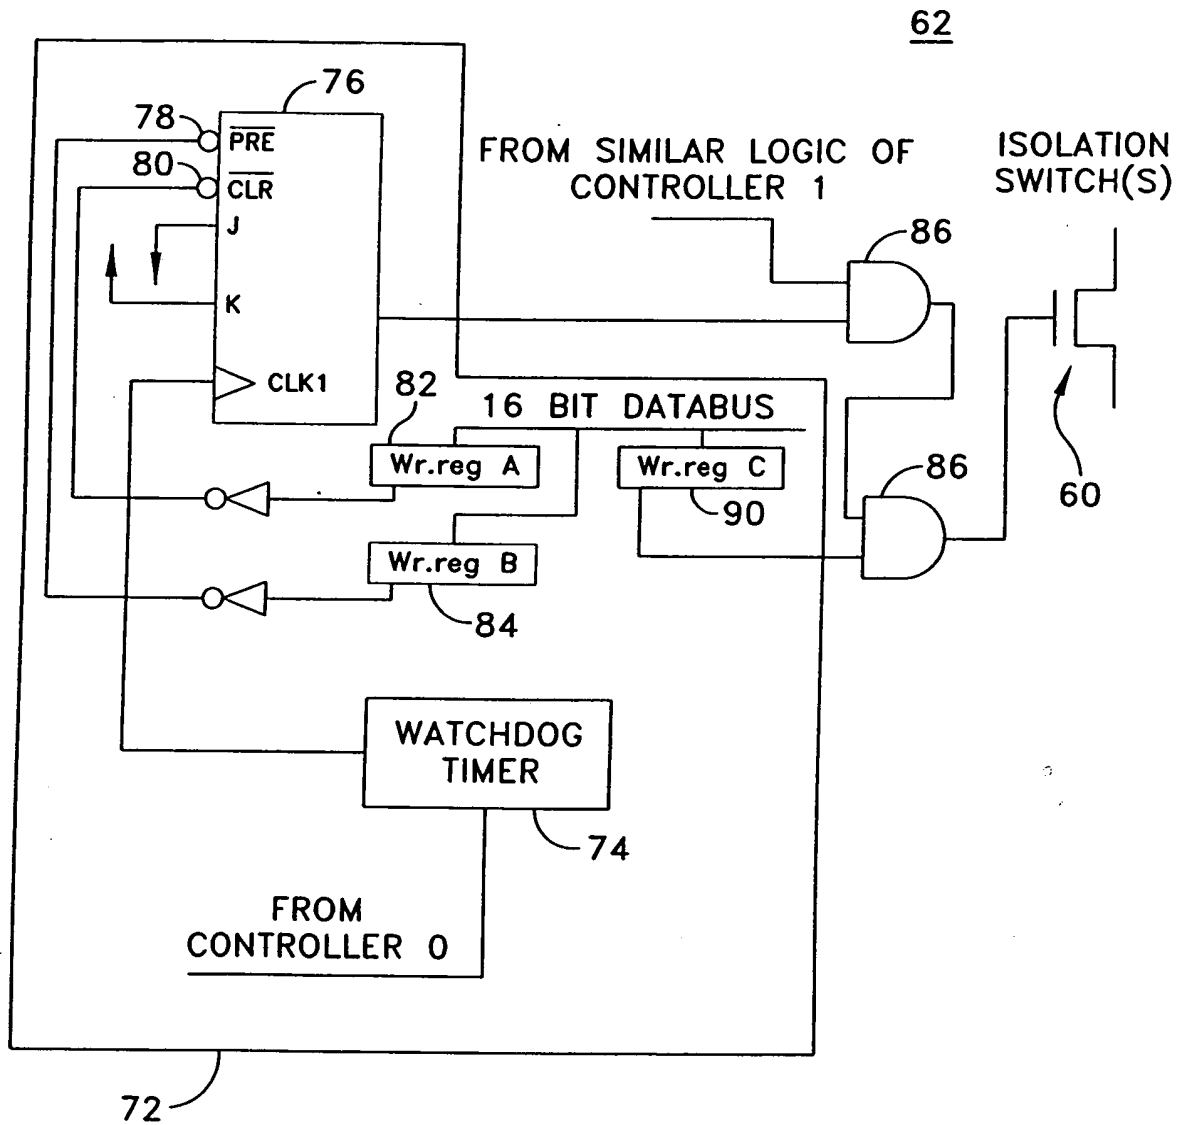 62
76
78
PRE
80
CLR
J
K
CLK1
FROM SIMILAR LOGIC OF
CONTROLLER 1
ISOLATION
SWITCH(S)
86
82
16 BIT DATABUS
Wr.reg A
Wr.reg C
90
86
60
Wr.reg B
84
WATCHDOG
TIMER
74
FROM
CONTROLLER 0
72